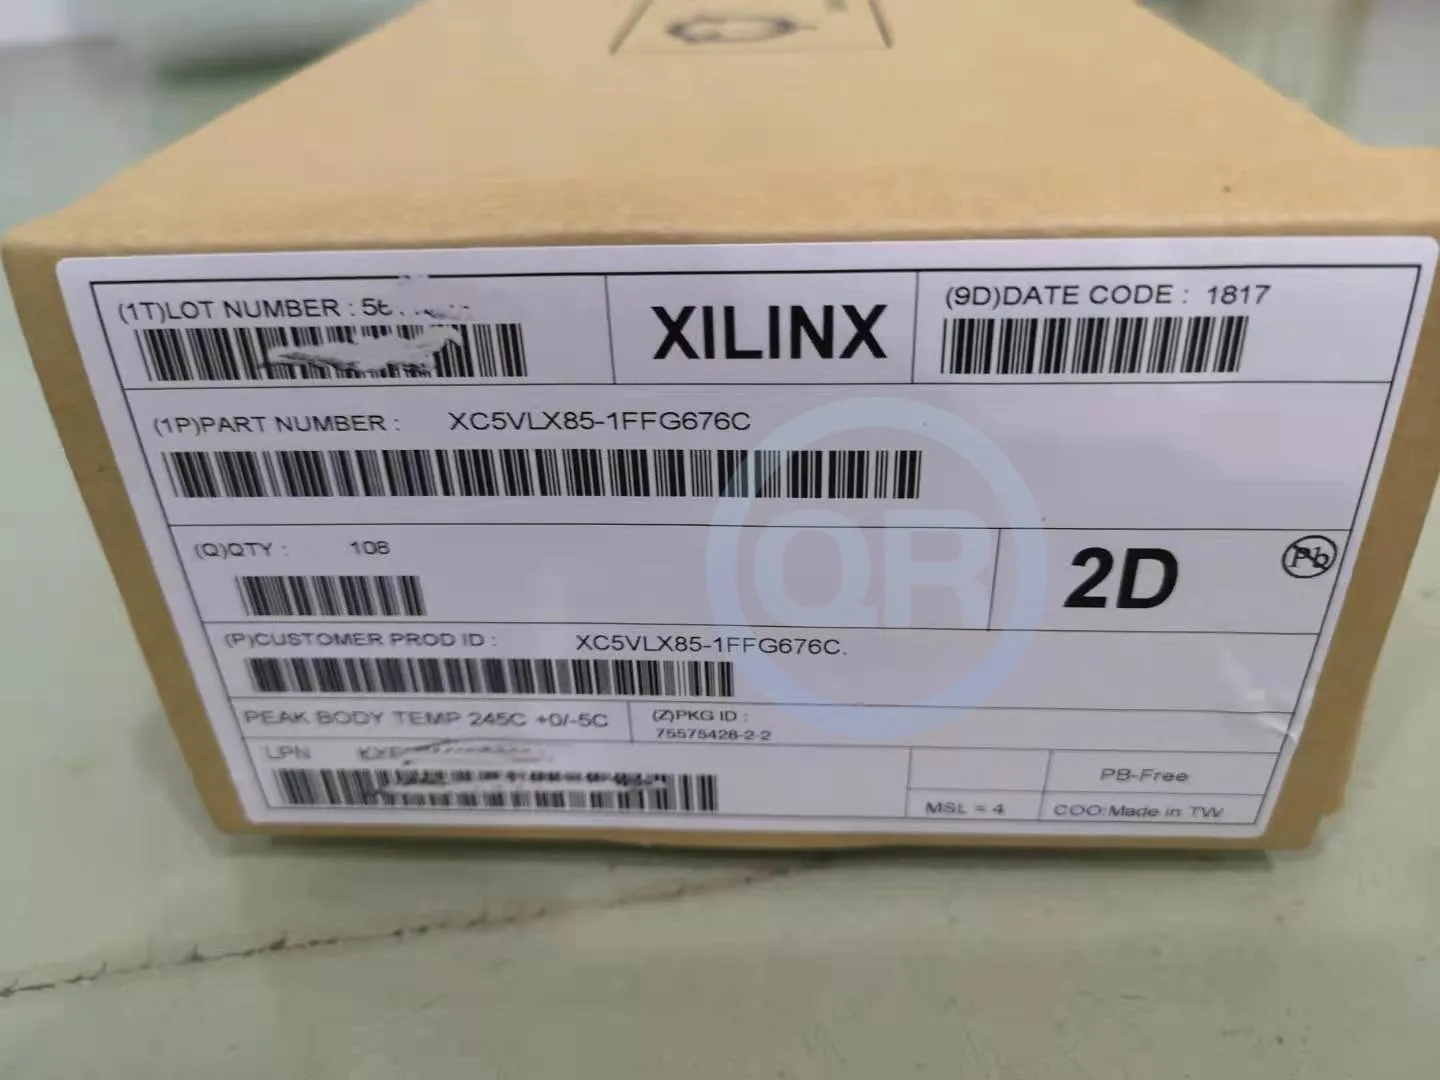 (1T)LOT NUMBER :
XILINX
(9D)DATE CODE : 1817
(1P)PART NUMBER : XC5VLX85-1FFG676C
(Q)QTY : 108
2D
Pb
(P)CUSTOMER PROD ID : XC5VLX85-1FFG676C.
PEAK BODY TEMP 245C +0/-5C
(Z)PKG ID :
75575428-2-2
LPN
PB-Free
MSL = 4
COO:Made in TW
QR